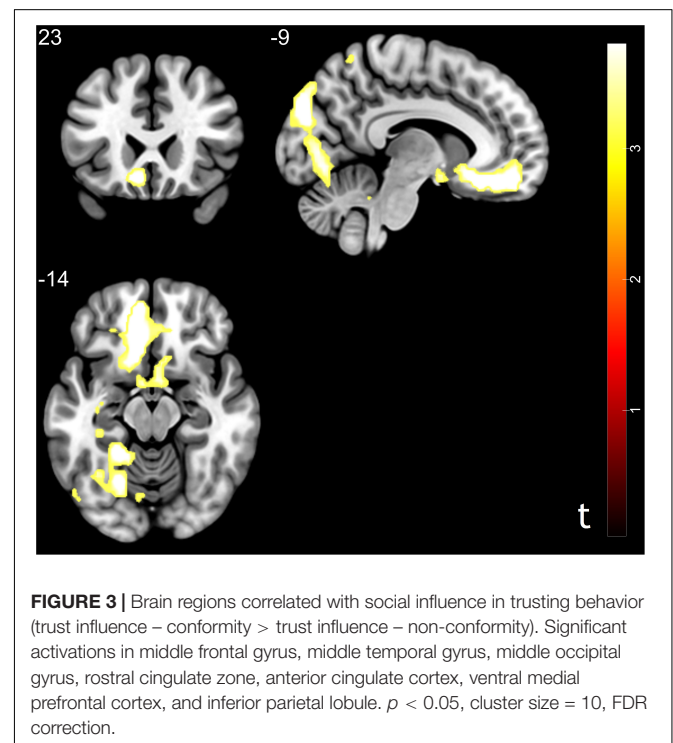 23
-9
3
-14
2
1
t
FIGURE 3 | Brain regions correlated with social influence in trusting behavior
(trust influence – conformity > trust influence – non-conformity). Significant
activations in middle frontal gyrus, middle temporal gyrus, middle occipital
gyrus, rostral cingulate zone, anterior cingulate cortex, ventral medial
prefrontal cortex, and inferior parietal lobule. p < 0.05, cluster size = 10, FDR
correction.